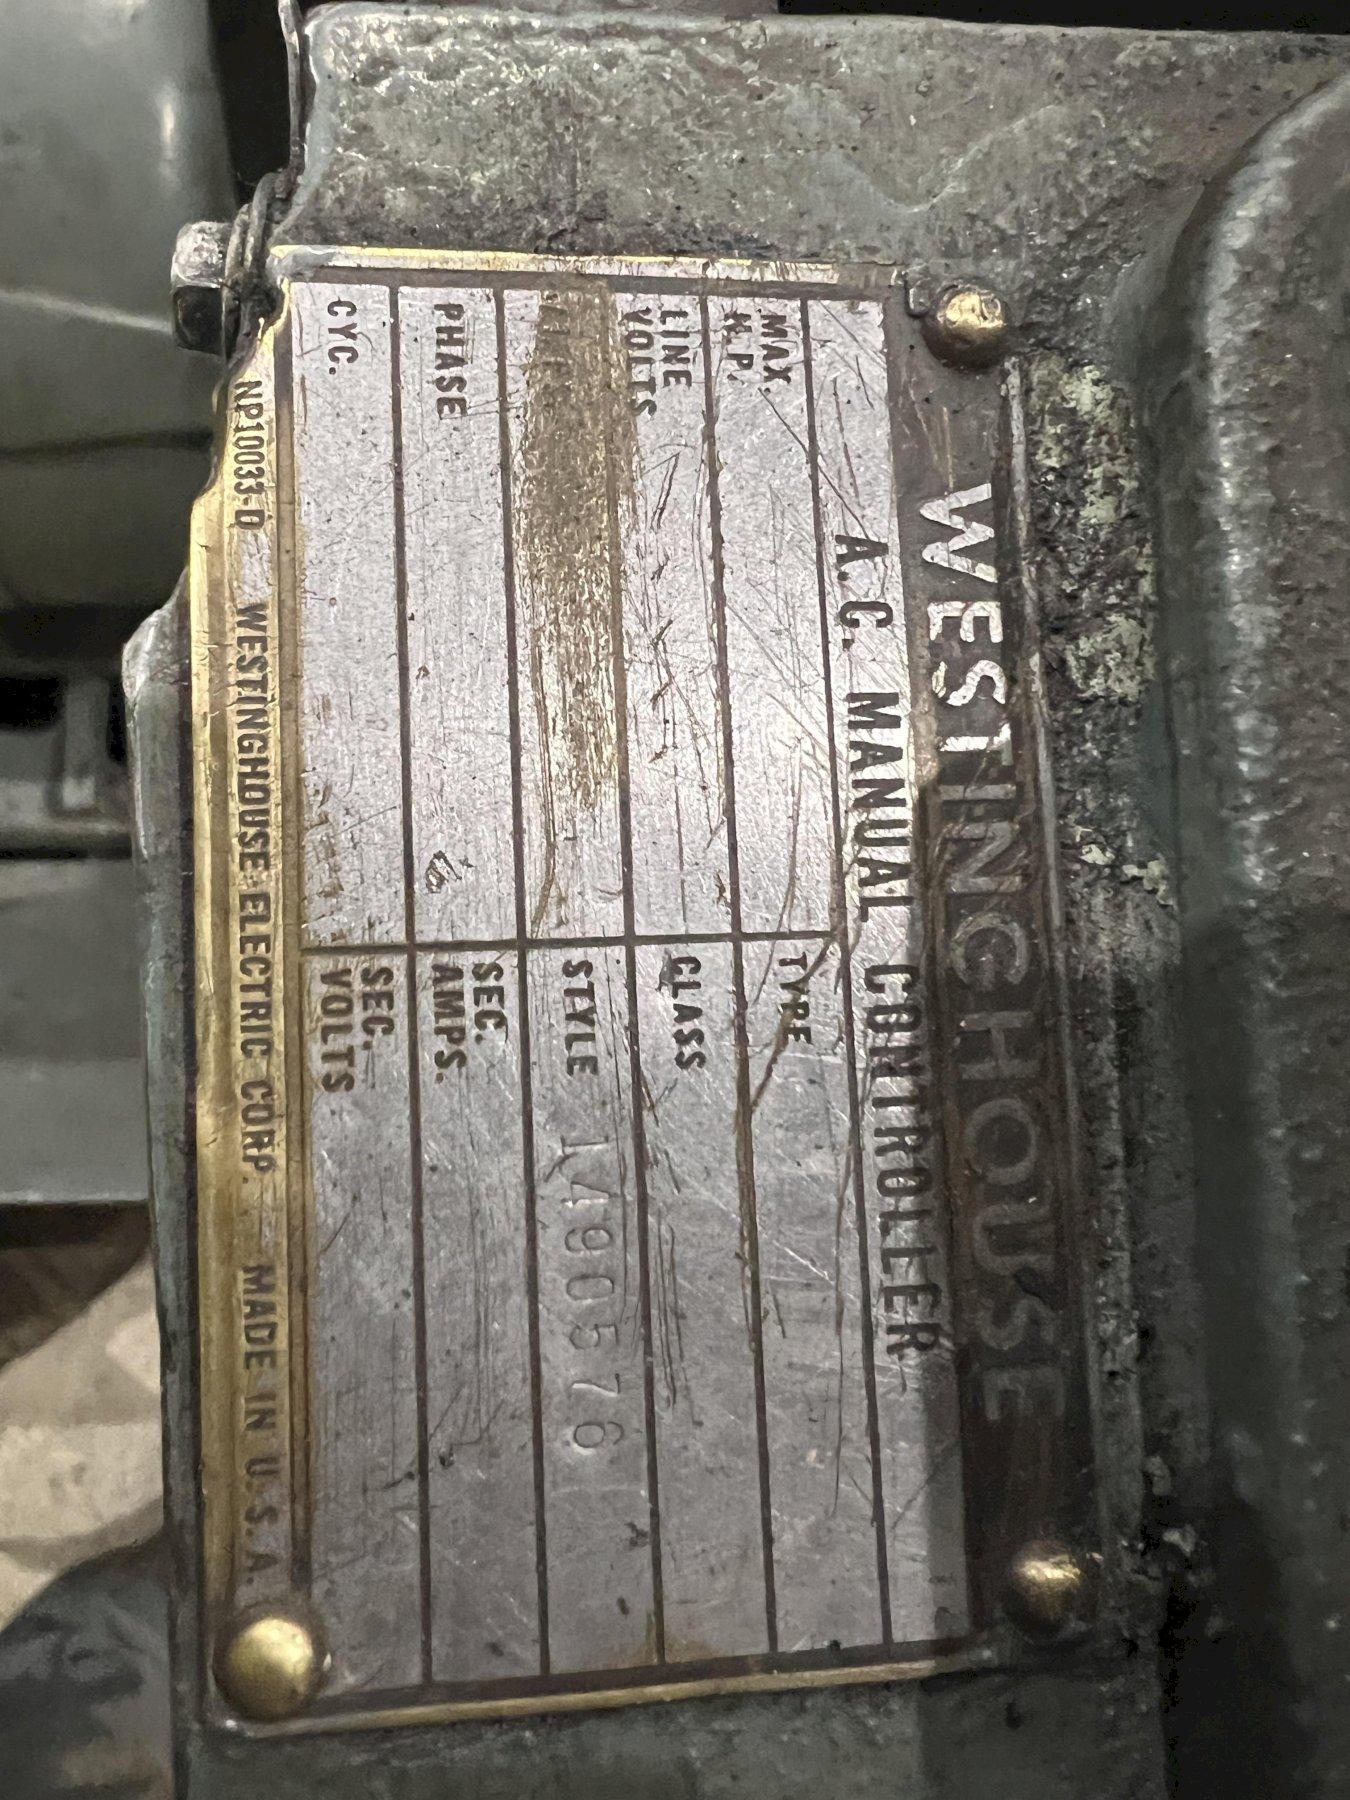 WESTINGHOUSE
A.C. MANUAL CONTROLLER
MAX. H.P.
TYPE
LINE VOLTS
CLASS
STYLE 1490576
PHASE
SEC. AMPS.
CYC.
SEC. VOLTS
NP10033-D WESTINGHOUSE ELECTRIC CORP. MADE IN U.S.A.